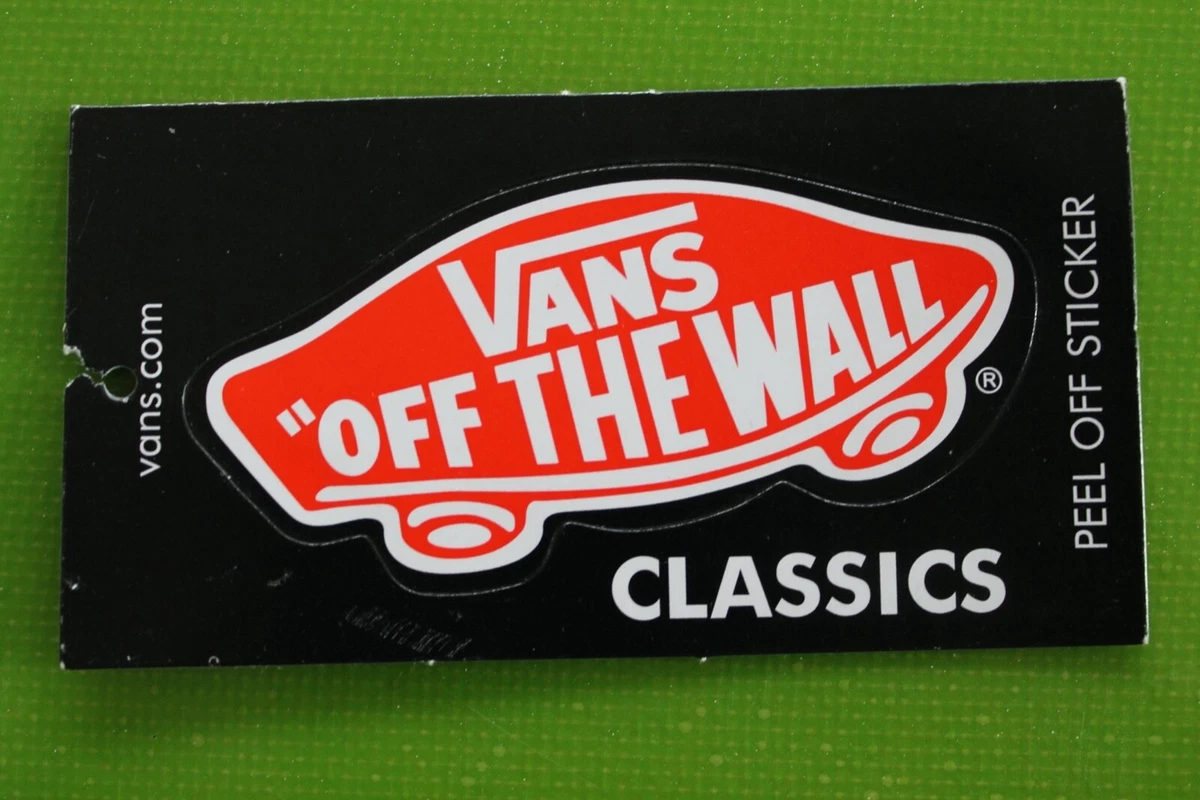 vans.com
VANS
"OFF THE WALL
®
CLASSICS
PEEL OFF STICKER